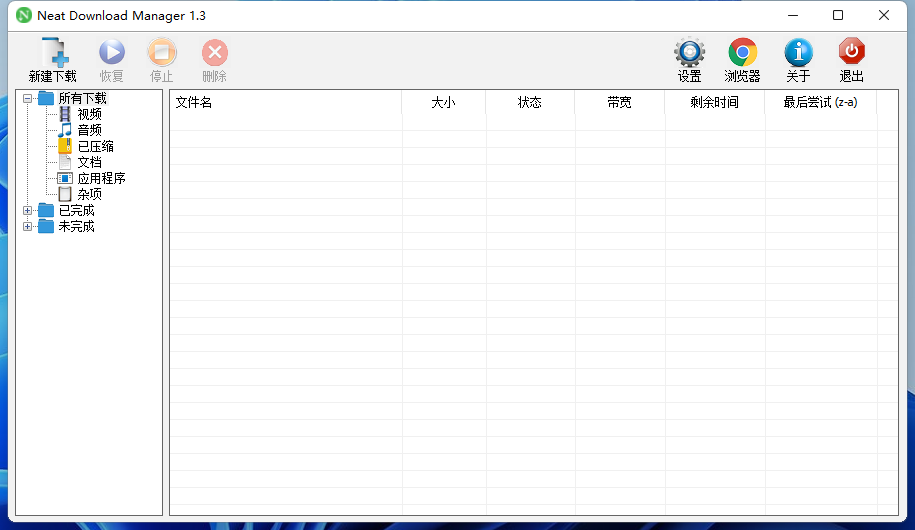 Neat Download Manager 1.3
新建下载 恢复 停止 删除 设置 浏览器 关于 退出
所有下载
视频
音频
已压缩
文档
应用程序
杂项
已完成
未完成
文件名 大小 状态 带宽 剩余时间 最后尝试 (z-a)